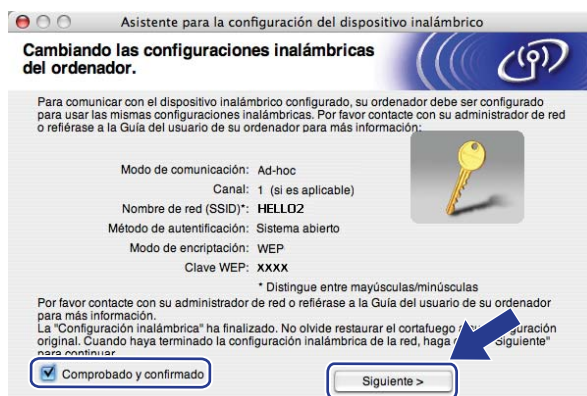 Asistente para la configuración del dispositivo inalámbrico
Cambiando las configuraciones inalámbricas
del ordenador.
Para comunicar con el dispositivo inalámbrico configurado, su ordenador debe ser configurado
para usar las mismas configuraciones inalámbricas. Por favor contacte con su administrador de red
o refiérase a la Guía del usuario de su ordenador para más información:
Modo de comunicación: Ad-hoc
Canal: 1 (si es aplicable)
Nombre de red (SSID)*: HELLO2
Método de autentificación: Sistema abierto
Modo de encriptación: WEP
Clave WEP: XXXX
* Distingue entre mayúsculas/minúsculas
Por favor contacte con su administrador de red o refiérase a la Guía del usuario de su ordenador
para más información.
La "Configuración inalámbrica" ha finalizado. No olvide restaurar el cortafuego
original. Cuando haya terminado la configuración inalámbrica de la red, haga Siguiente"
para continuar
Comprobado y confirmado
Siguiente >